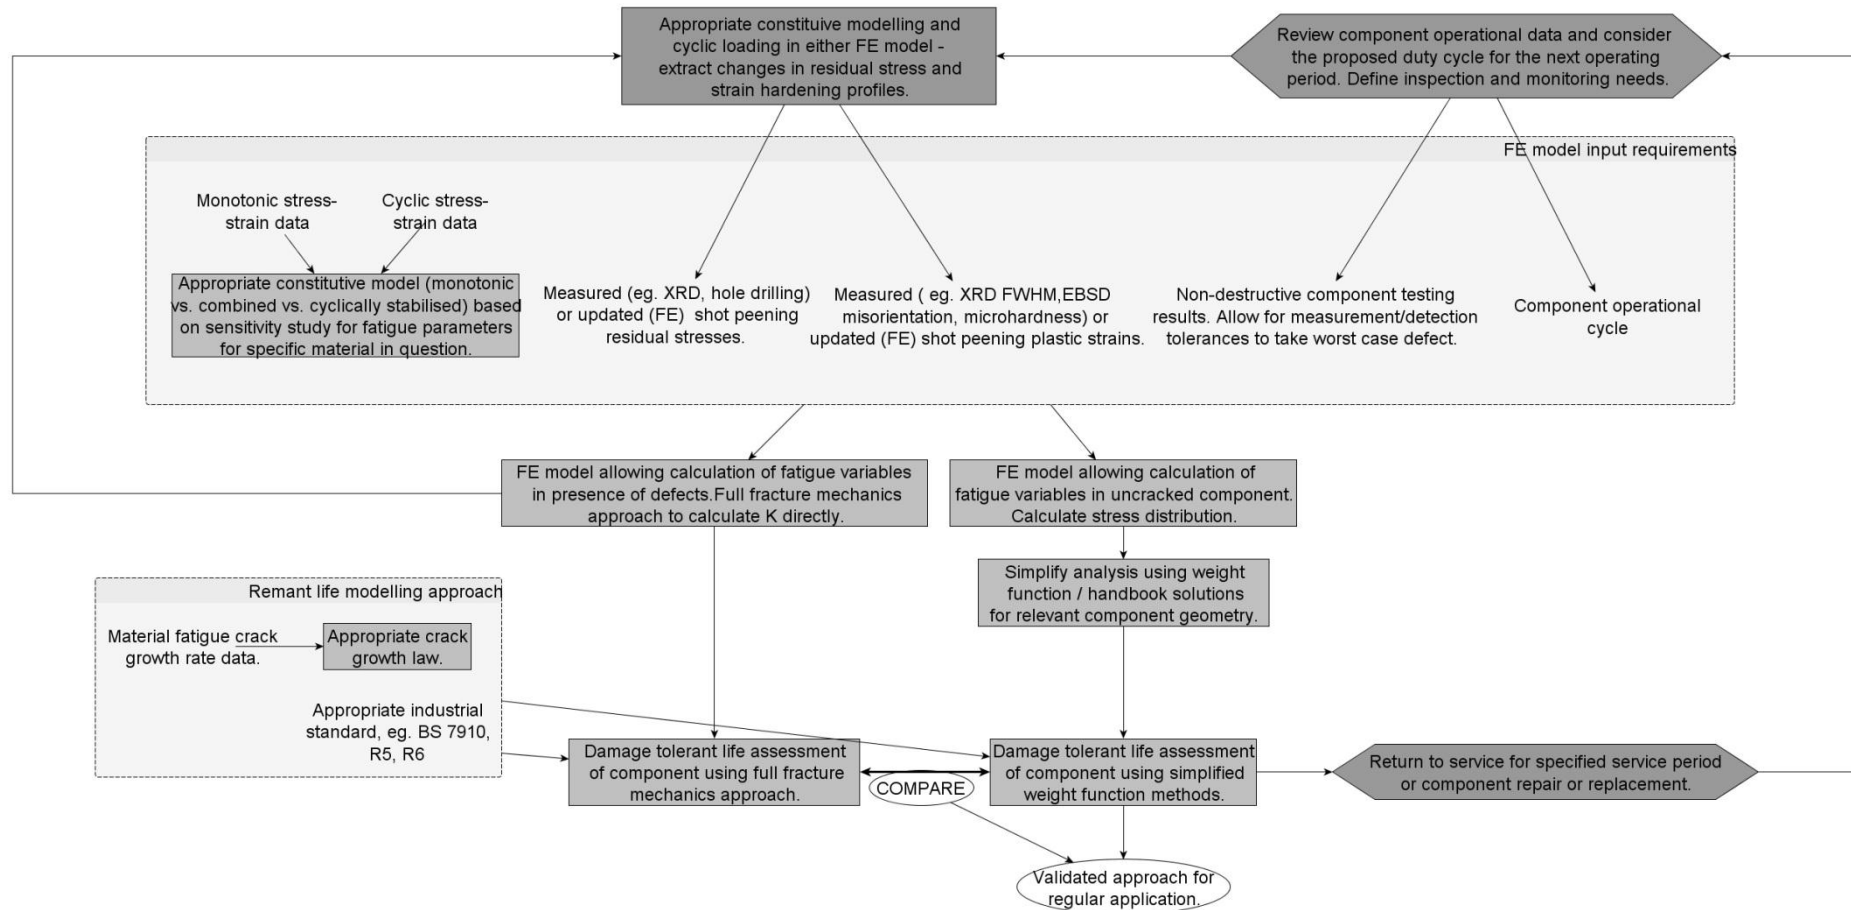 Appropriate constituive modelling and
cyclic loading in either FE model -
extract changes in residual stress and
strain hardening profiles.
Review component operational data and consider
the proposed duty cycle for the next operating
period. Define inspection and monitoring needs.
FE model input requirements
Monotonic stress-
strain data
Cyclic stress-
strain data
Appropriate constitutive model (monotonic
vs. combined vs. cyclically stabilised) based
on sensitivity study for fatigue parameters
for specific material in question.
Measured (eg. XRD, hole drilling)
or updated (FE) shot peening
residual stresses.
Measured ( eg. XRD FWHM,EBSD
misorientation, microhardness) or
updated (FE) shot peening plastic strains.
Non-destructive component testing
results. Allow for measurement/detection
tolerances to take worst case defect.
Component operational
cycle
FE model allowing calculation of fatigue variables
in presence of defects.Full fracture mechanics
approach to calculate K directly.
FE model allowing calculation of
fatigue variables in uncracked component.
Calculate stress distribution.
Simplify analysis using weight
function / handbook solutions
for relevant component geometry.
Remant life modelling approach
Material fatigue crack
growth rate data.
Appropriate crack
growth law.
Appropriate industrial
standard, eg. BS 7910,
R5, R6
Damage tolerant life assessment
of component using full fracture
mechanics approach.
COMPARE
Damage tolerant life assessment
of component using simplified
weight function methods.
Return to service for specified service period
or component repair or replacement.
Validated approach for
regular application.